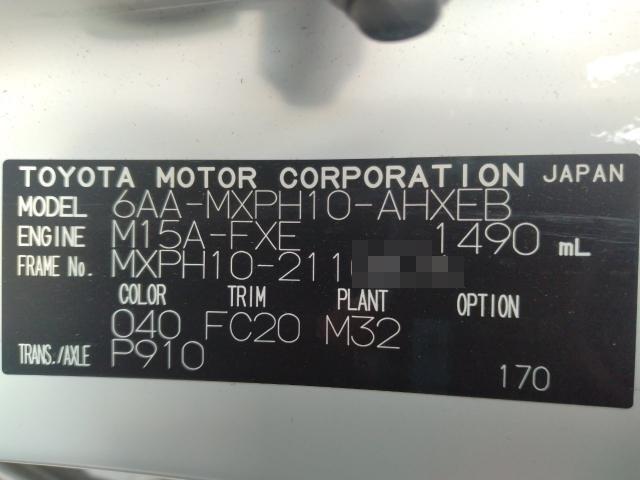 TOYOTA MOTOR CORPORATION JAPAN
MODEL 6AA-MXPH10-AHXEB
ENGINE M15A-FXE 1490 mL
FRAME No. MXPH10-211
COLOR TRIM PLANT OPTION
040 FC20 M32
TRANS./AXLE P910
170